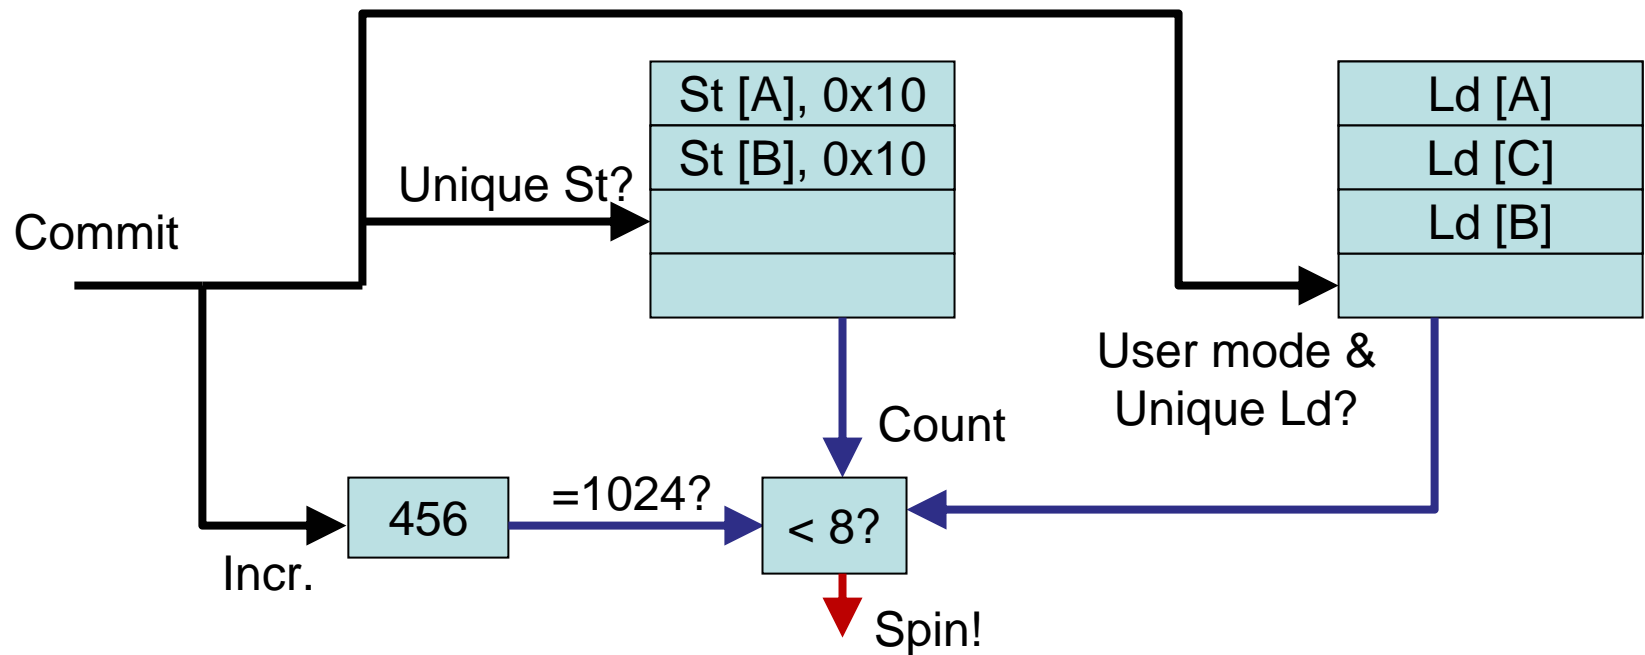 St [A], 0x10
Ld [A]
St [B], 0x10
Ld [C]
Unique St?
Ld [B]
Commit
User mode &
Unique Ld?
Count
=1024?
456
< 8?
Incr.
Spin!